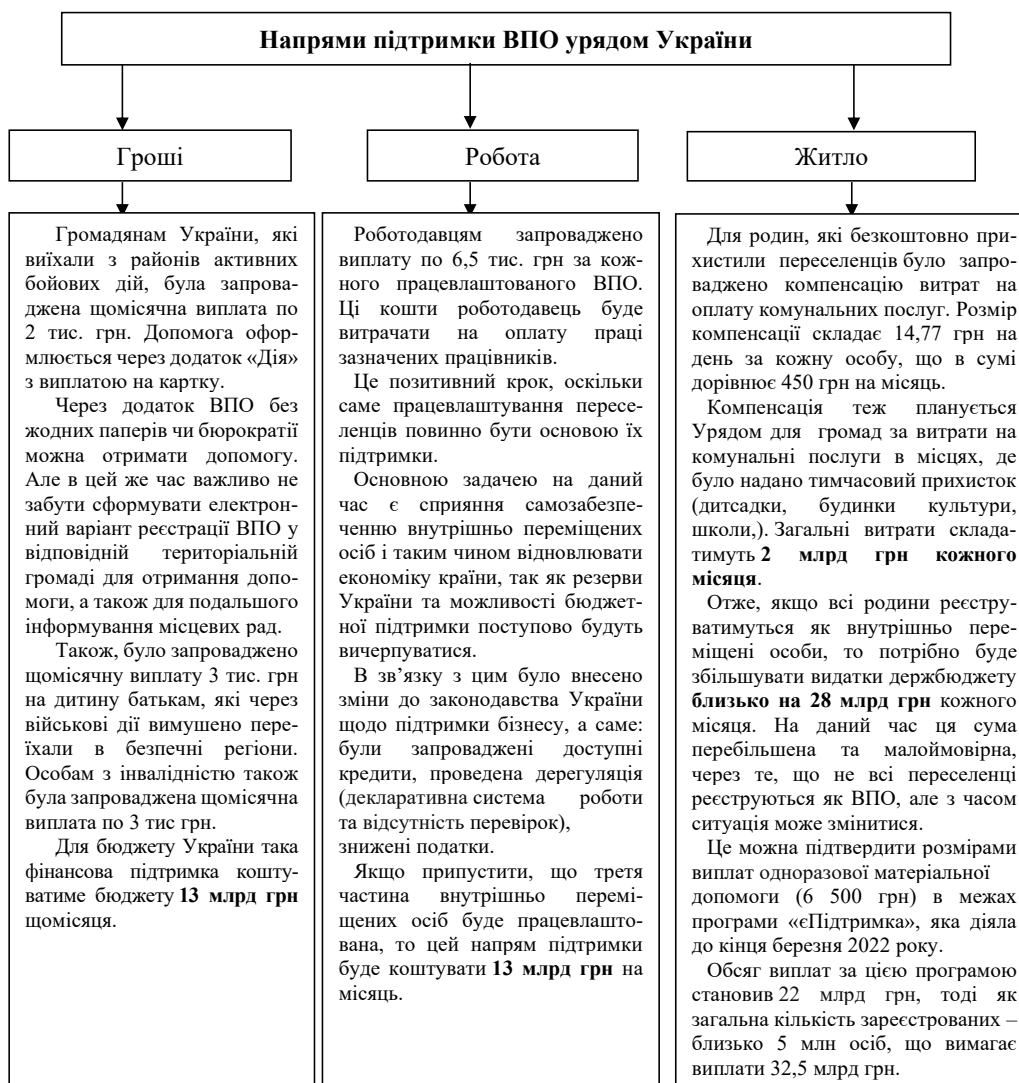 Напрями підтримки ВПО урядом України
Гроші
Робота
Житло
Громадянам України, які
виїхали з районів активних
бойових дій, була запрова-
джена щомісячна виплата по
2 тис. грн. Допомога офор-
млюється через додаток «Дія»
з виплатою на картку.
Через додаток ВПО без
жодних паперів чи бюрократії
можна отримати допомогу.
Але в цей же час важливо не
забути сформувати електрон-
ний варіант реєстрації ВПО у
відповідній територіальній
громаді для отримання допо-
моги, а також для подальшого
інформування місцевих рад.
Також, було запроваджено
щомісячну виплату 3 тис. грн
на дитину батькам, які через
військові дії вимушено пере-
їхали в безпечні регіони.
Особам з інвалідністю також
була запроваджена щомісячна
виплата по 3 тис грн.
Для бюджету України така
фінансова підтримка кошту-
ватиме бюджету 13 млрд грн
щомісяця.
Роботодавцям запроваджено
виплату по 6,5 тис. грн за кож-
ного працевлаштованого ВПО.
Ці кошти роботодавець буде
витрачати на оплату праці
зазначених працівників.
Це позитивний крок, оскільки
саме працевлаштування пересе-
ленців повинно бути основою їх
підтримки.
Основною задачею на даний
час є сприяння самозабезпе-
ченню внутрішньо переміщених
осіб і таким чином відновлювати
економіку країни, так як резерви
України та можливості бюджет-
ної підтримки поступово будуть
вичерпуватися.
В зв’язку з цим було внесено
зміни до законодавства України
щодо підтримки бізнесу, а саме:
були запроваджені доступні
кредити, проведена дерегуляція
(декларативна система роботи
та відсутність перевірок),
знижені податки.
Якщо припустити, що третя
частина внутрішньо перемі-
щених осіб буде працевлашто-
вана, то цей напрям підтримки
буде коштувати 13 млрд грн на
місяць.
Для родин, які безкоштовно при-
хистили переселенців було запро-
ваджено компенсацію витрат на
оплату комунальних послуг. Розмір
компенсації складає 14,77 грн на
день за кожну особу, що в сумі
дорівнює 450 грн на місяць.
Компенсація теж планується
Урядом для громад за витрати на
комунальні послуги в місцях, де
було надано тимчасовий прихисток
(дитсадки, будинки культури,
школи,). Загальні витрати склада-
тимуть 2 млрд грн кожного
місяця.
Отже, якщо всі родини реєстру-
ватимуться як внутрішньо пере-
міщені особи, то потрібно буде
збільшувати видатки держбюджету
близько на 28 млрд грн кожного
місяця. На даний час ця сума
перебільшена та малоймовірна,
через те, що не всі переселенці
реєструються як ВПО, але з часом
ситуація може змінитися.
Це можна підтвердити розмірами
виплат одноразової матеріальної
допомоги (6 500 грн) в межах
програми «єПідтримка», яка діяла
до кінця березня 2022 року.
Обсяг виплат за цією програмою
становив 22 млрд грн, тоді як
загальна кількість зареєстрованих –
близько 5 млн осіб, що вимагає
виплати 32,5 млрд грн.